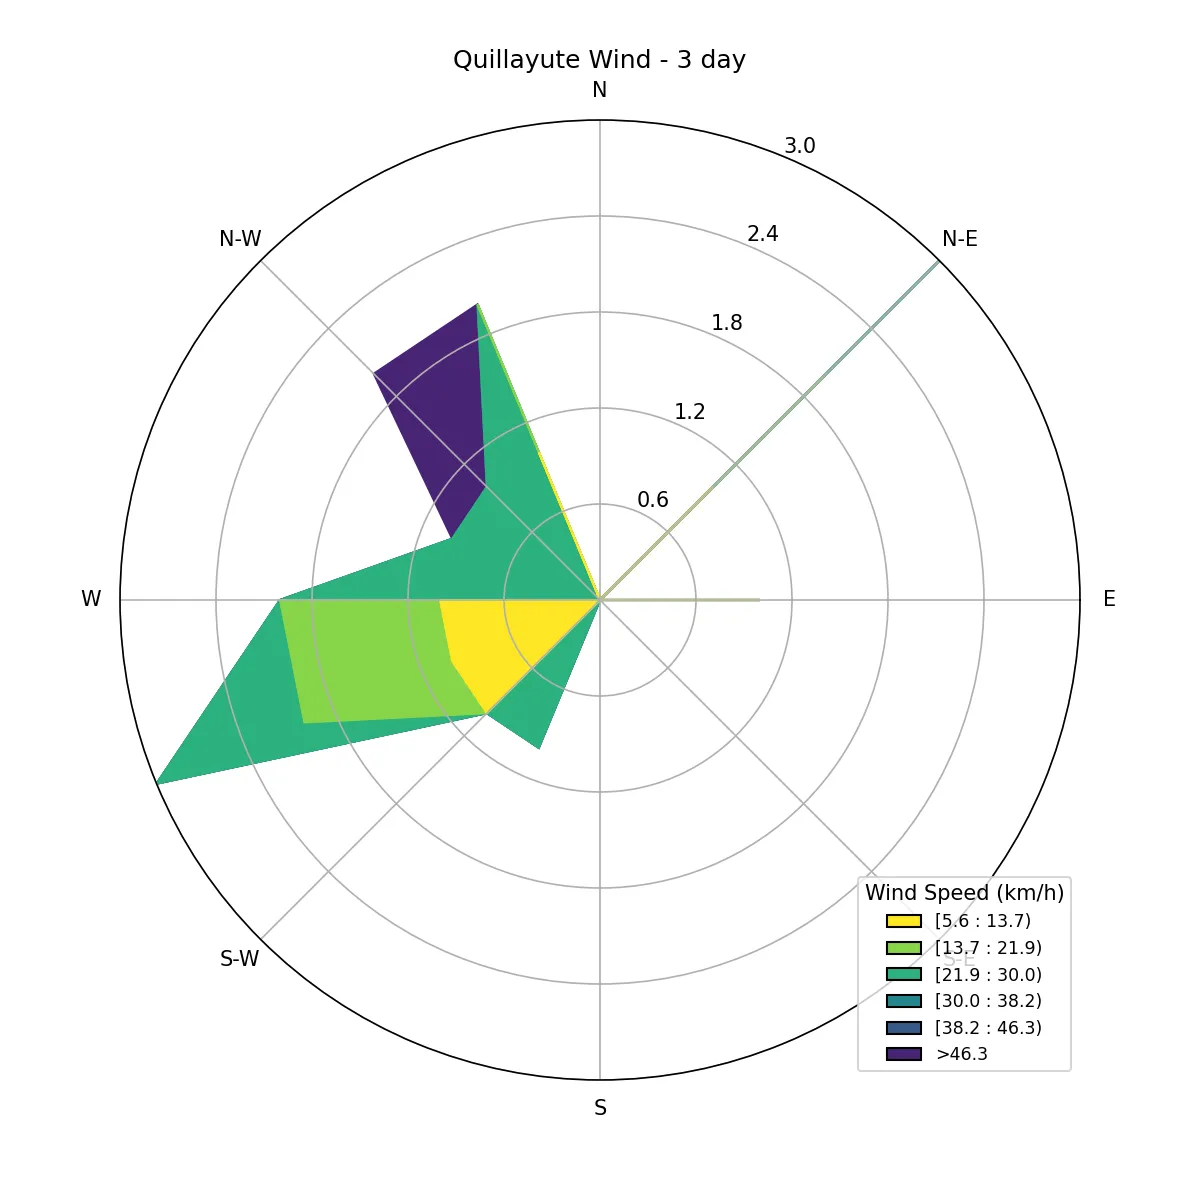 Quillayute Wind - 3 day
N
3.0
N-W
2.4
N-E
1.8
1.2
0.6
W
E
Wind Speed (km/h)
[5.6 : 13.7)
[13.7 : 21.9)
S-W
S-E
[21.9 : 30.0)
[30.0 : 38.2)
[38.2 : 46.3)
>46.3
S